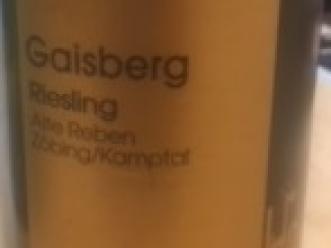 Gaisberg
Riesling
Alte Reben
Zöbing/Kamptal